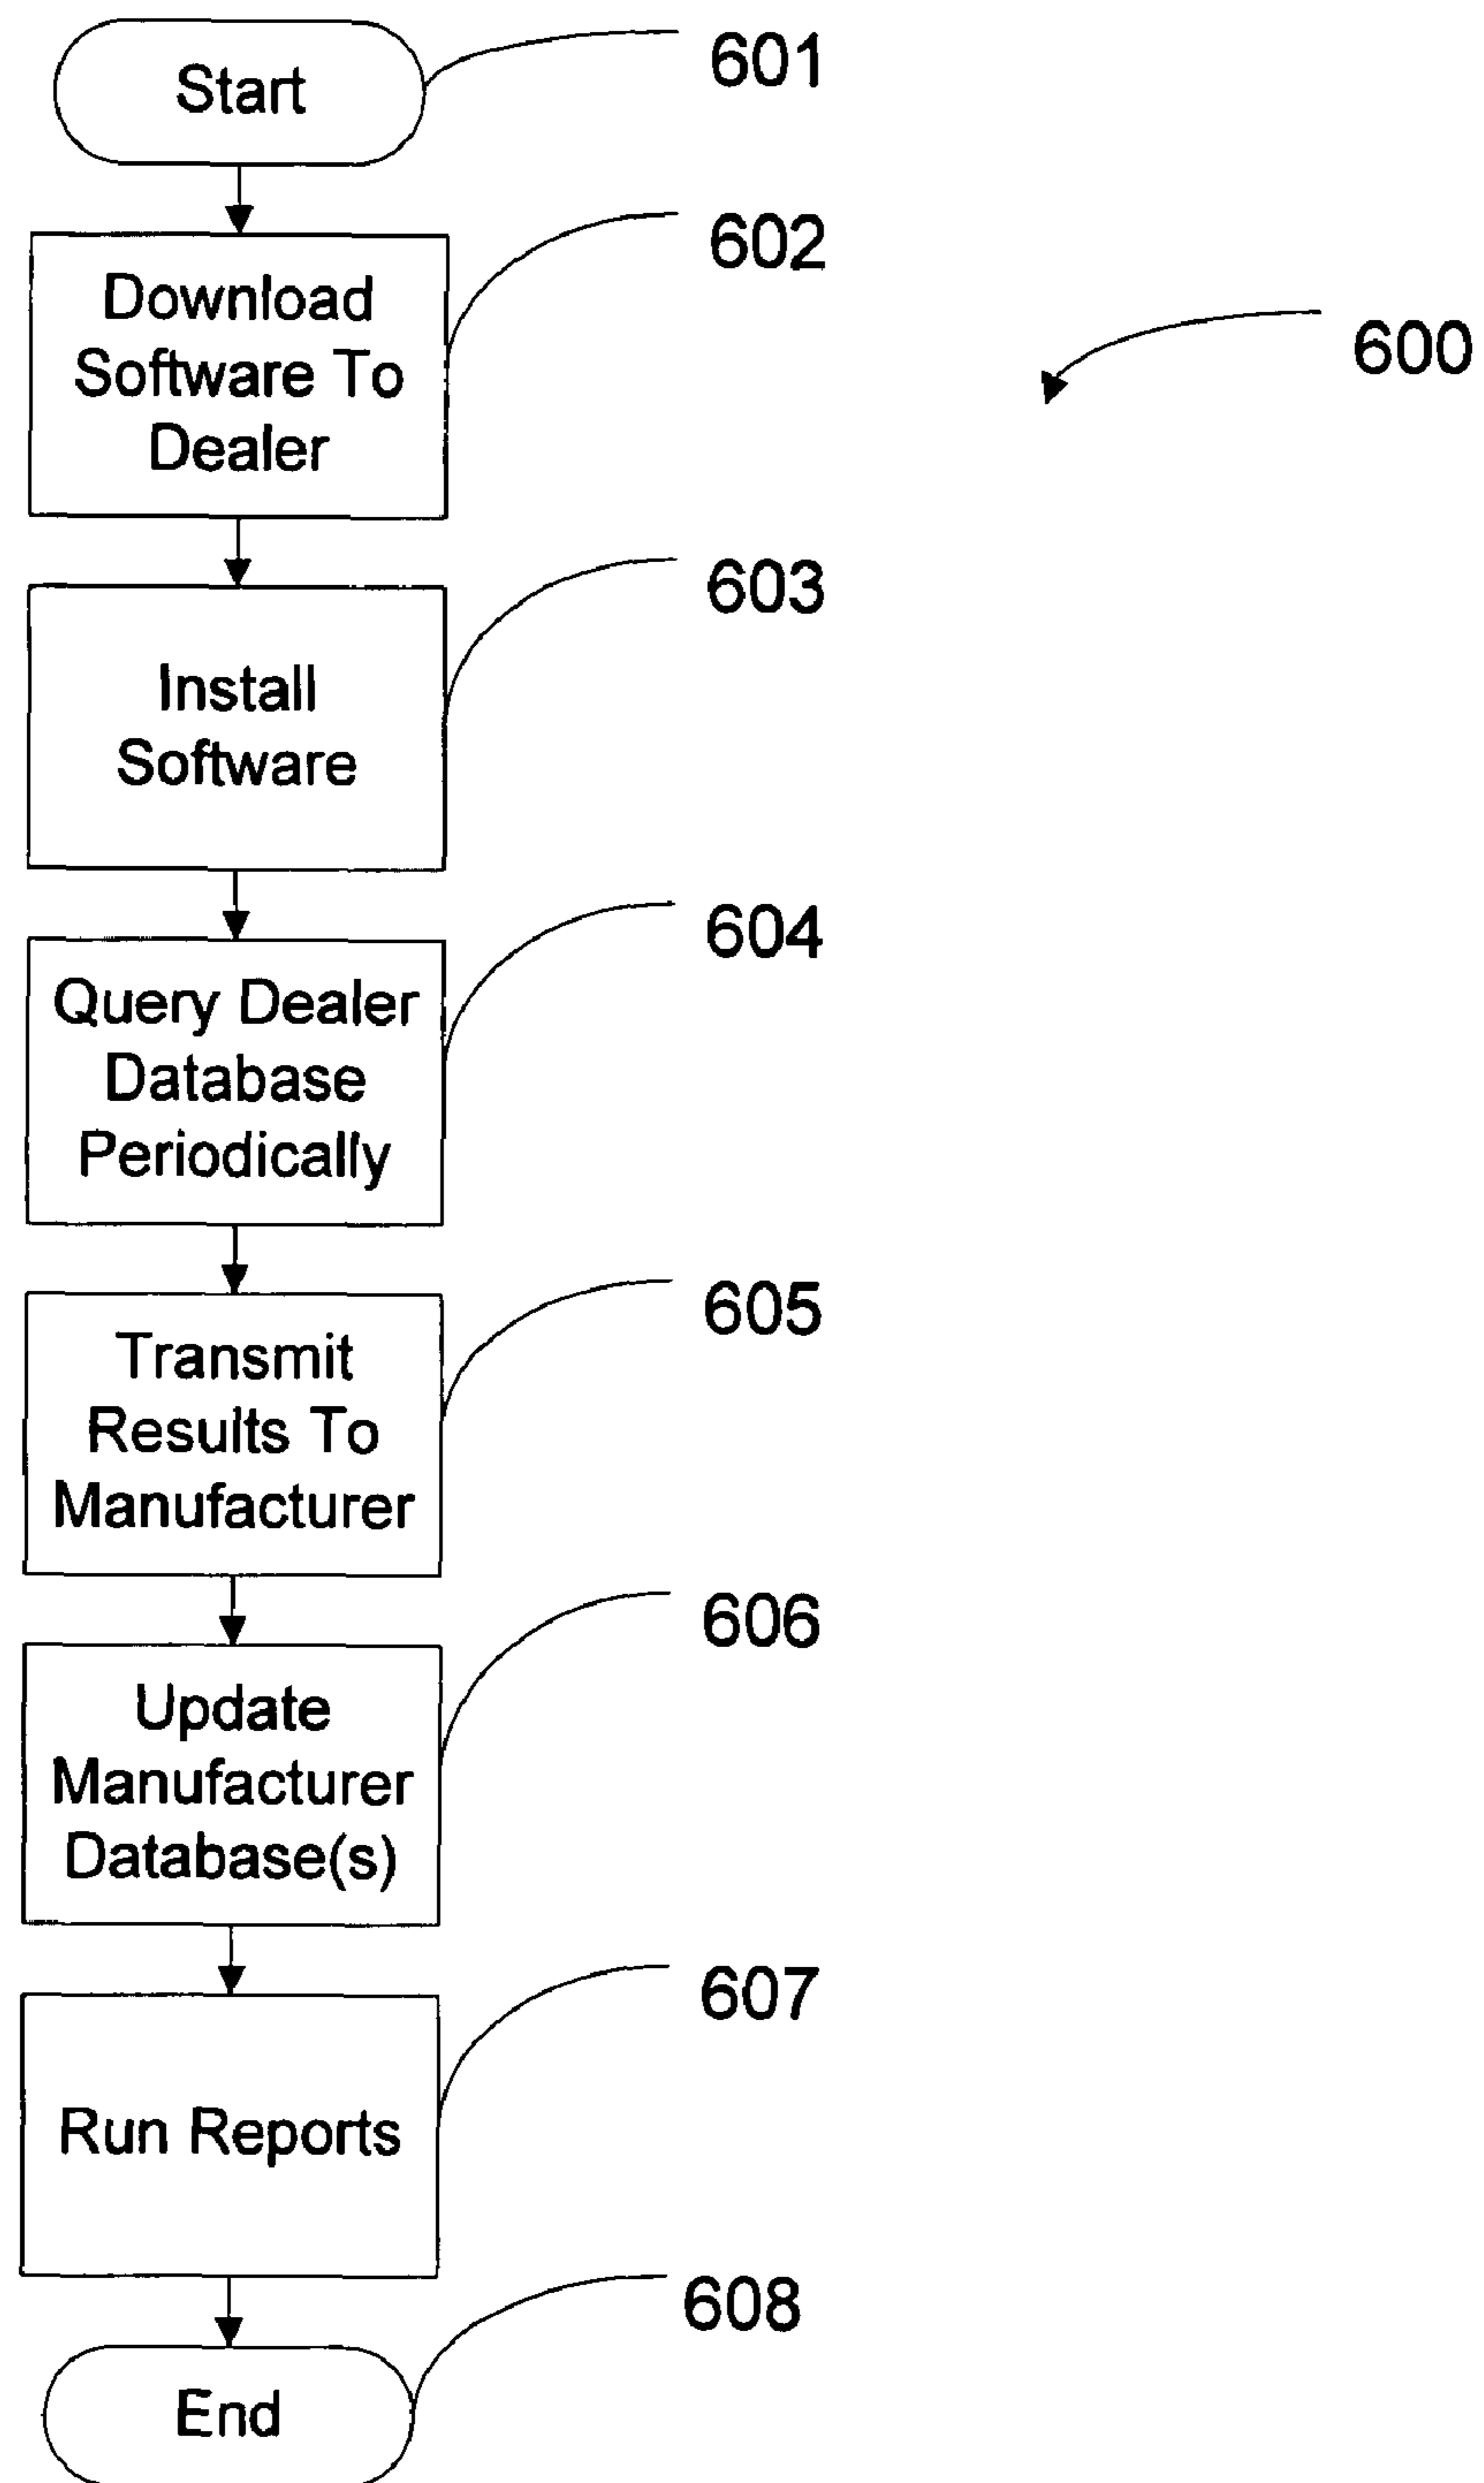 Start
601
Download
Software To
Dealer
602
600
Install
Software
603
Query Dealer
Database
Periodically
604
Transmit
Results To
Manufacturer
605
Update
Manufacturer
Database(s)
606
Run Reports
607
End
608